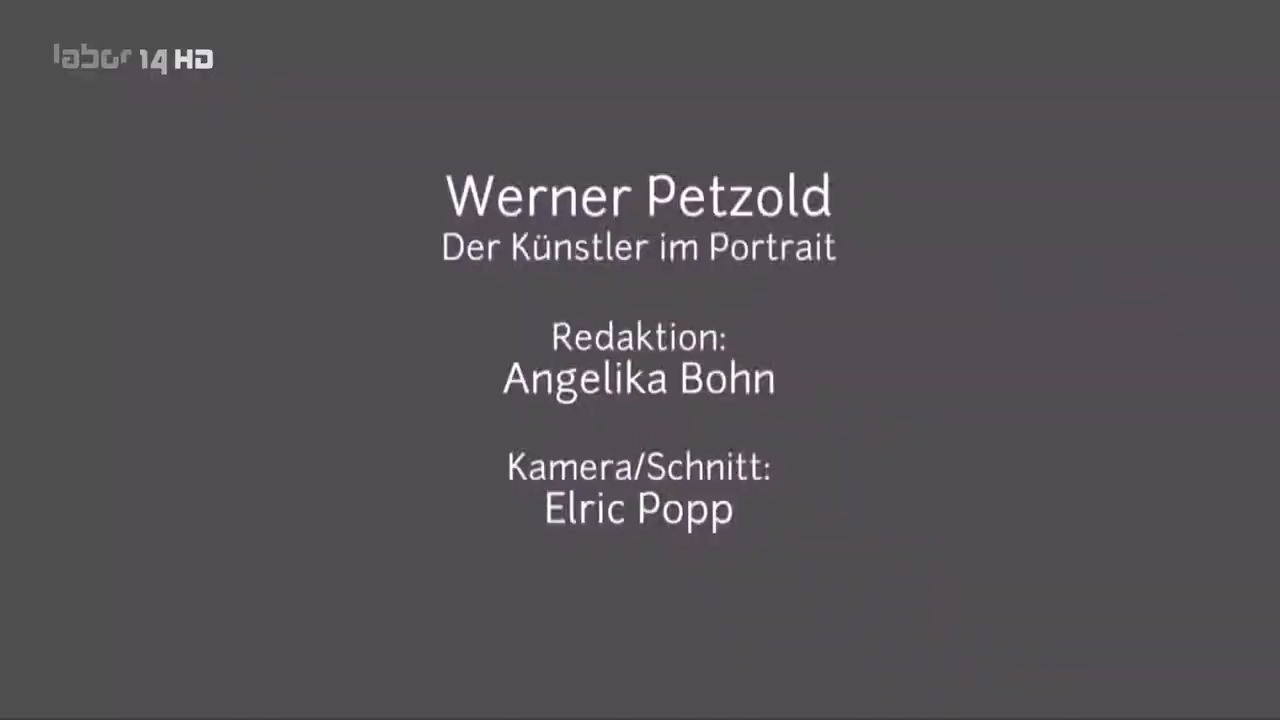 labor 14 HD
Werner Petzold
Der Künstler im Portrait
Redaktion:
Angelika Bohn
Kamera/Schnitt:
Elric Popp